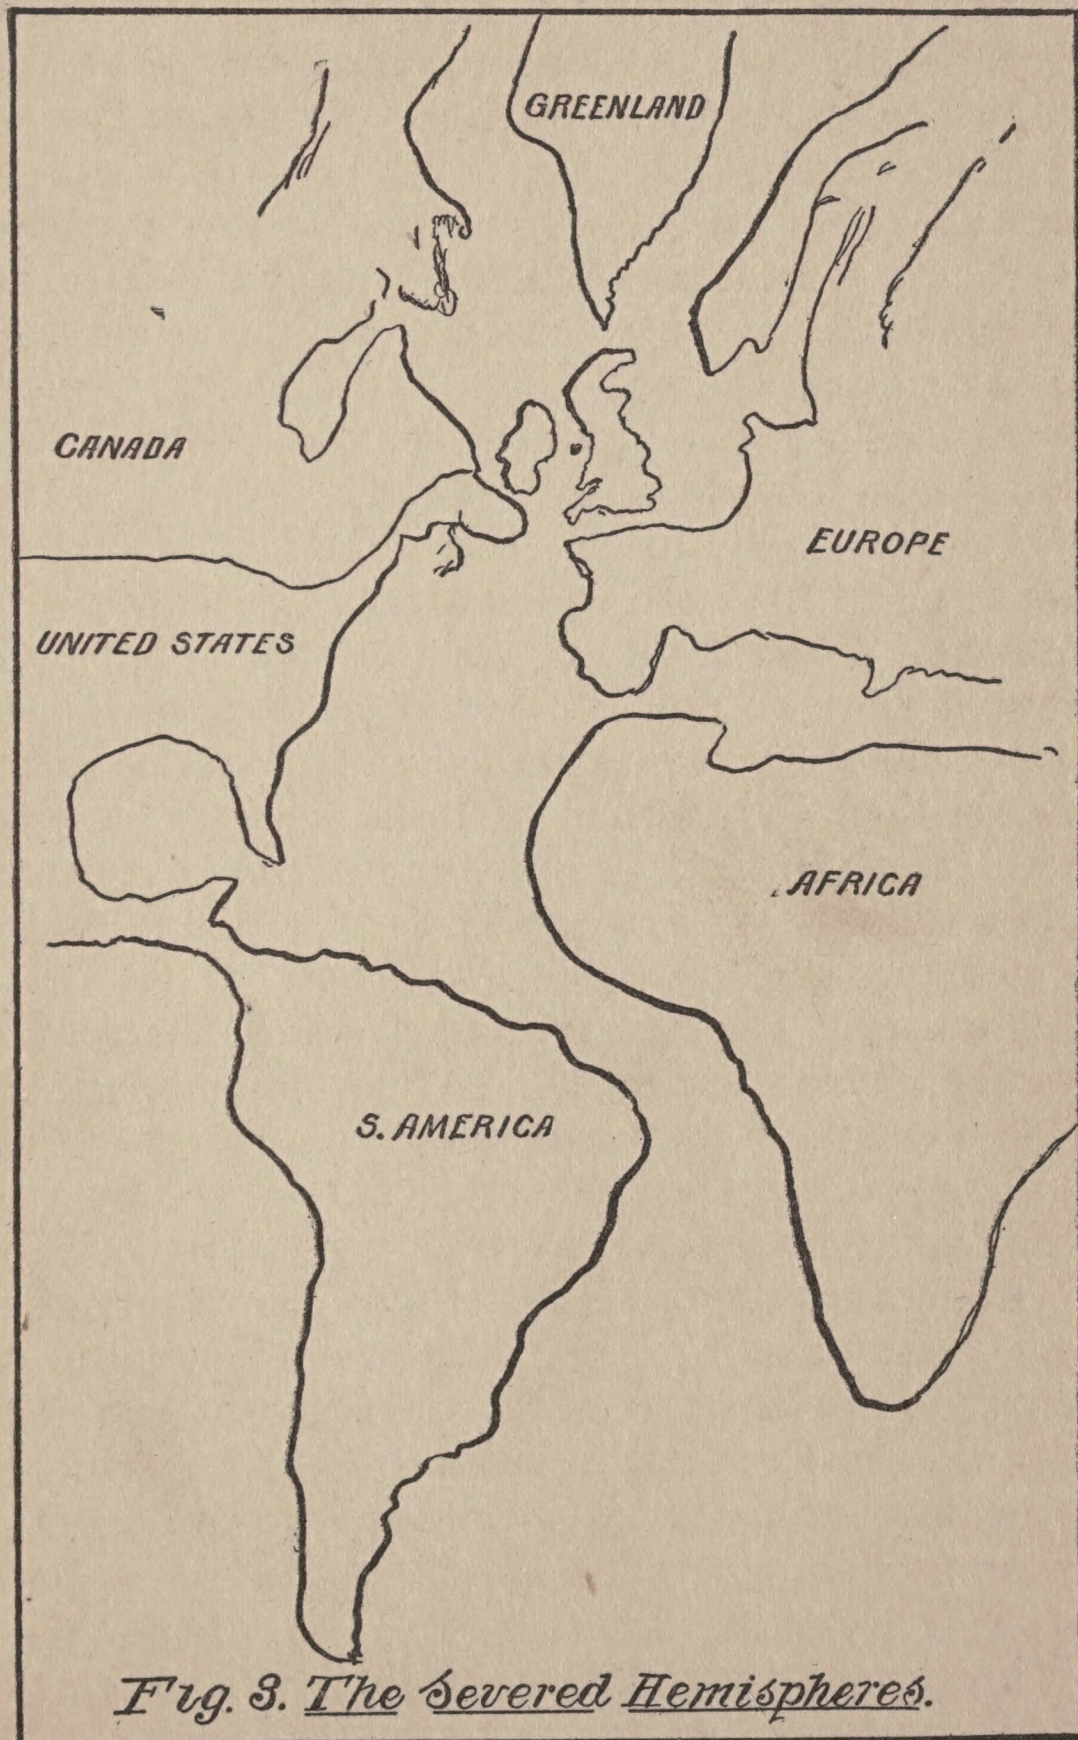 GREENLAND
CANADA
EUROPE
UNITED STATES
AFRICA
S. AMERICA
Fig. 3. The Severed Hemispheres.